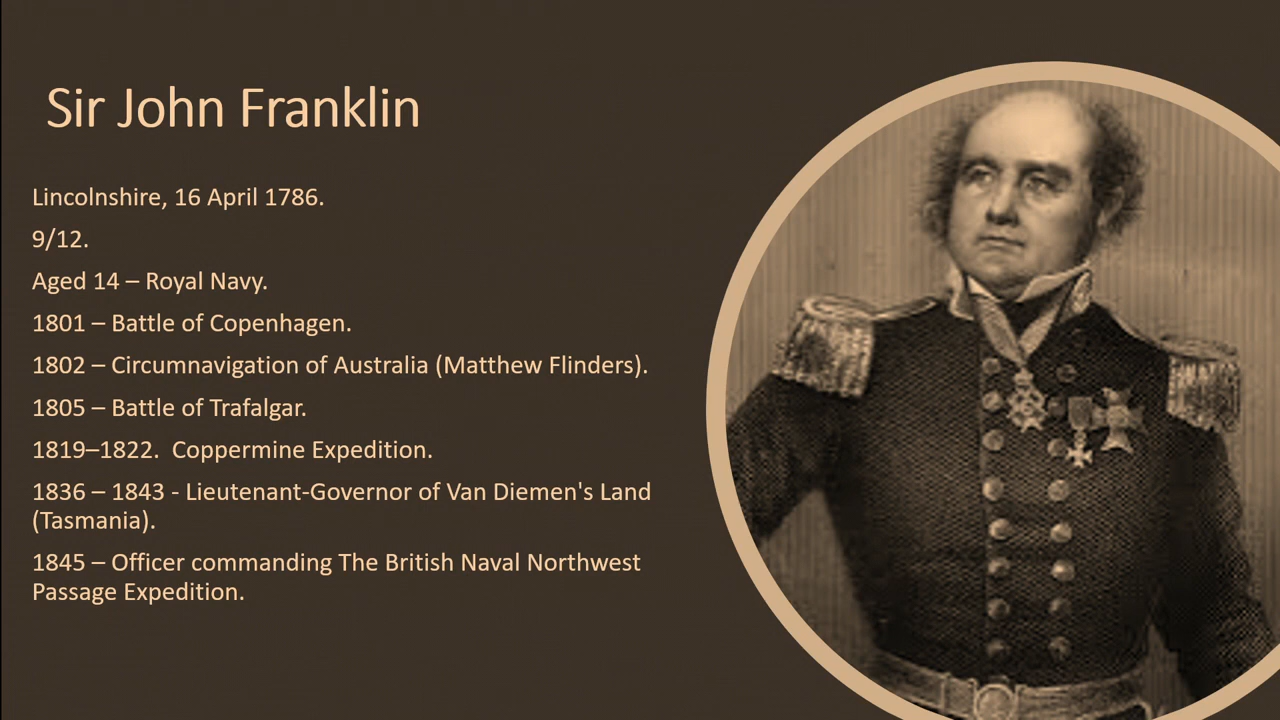 Sir John Franklin
Lincolnshire, 16 April 1786.
9/12.
Aged 14 – Royal Navy.
1801 – Battle of Copenhagen.
1802 – Circumnavigation of Australia (Matthew Flinders).
1805 – Battle of Trafalgar.
1819–1822.  Coppermine Expedition.
1836 – 1843 - Lieutenant-Governor of Van Diemen's Land
(Tasmania).
1845 – Officer commanding The British Naval Northwest
Passage Expedition.